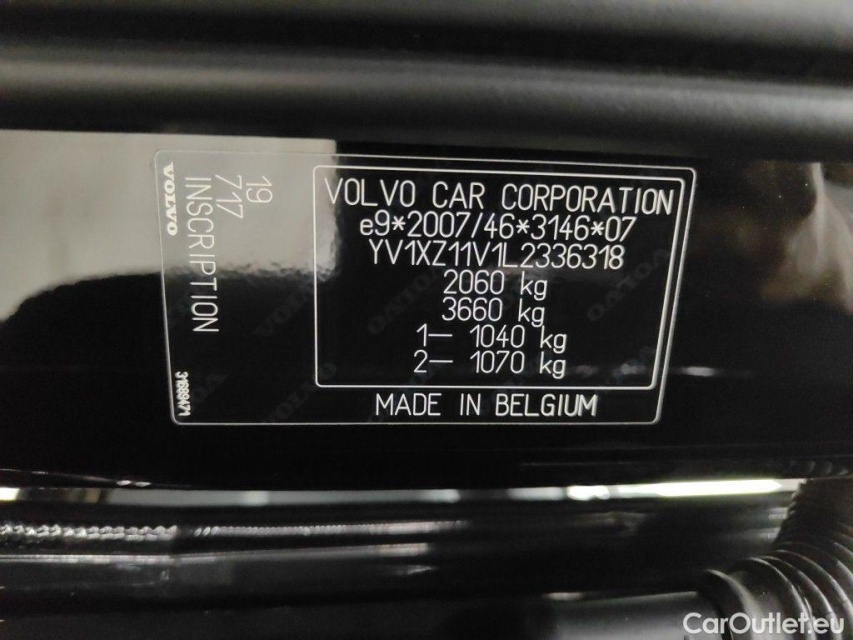 VOLVO
19
717
INSCRIPTION
31689471
VOLVO CAR CORPORATION
e9*2007/46*3146*07
YV1XZ11V1L2336318
2060 kg
3660 kg
1– 1040 kg
2– 1070 kg
MADE IN BELGIUM
CarOutlet.eu